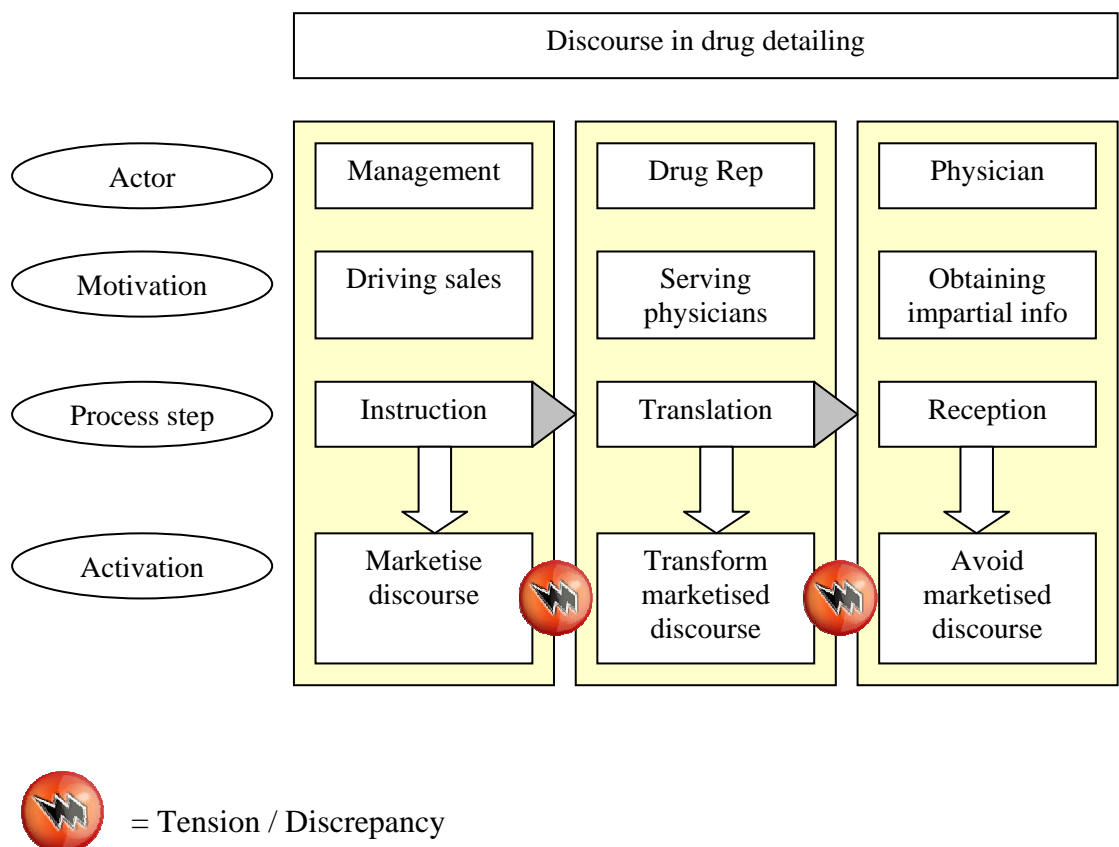 Discourse in drug detailing
Actor
Management
Drug Rep
Physician
Motivation
Driving sales
Serving
physicians
Obtaining
impartial info
Process step
Instruction
Translation
Reception
Activation
Marketise
discourse
Transform
marketised
discourse
Avoid
marketised
discourse
= Tension / Discrepancy